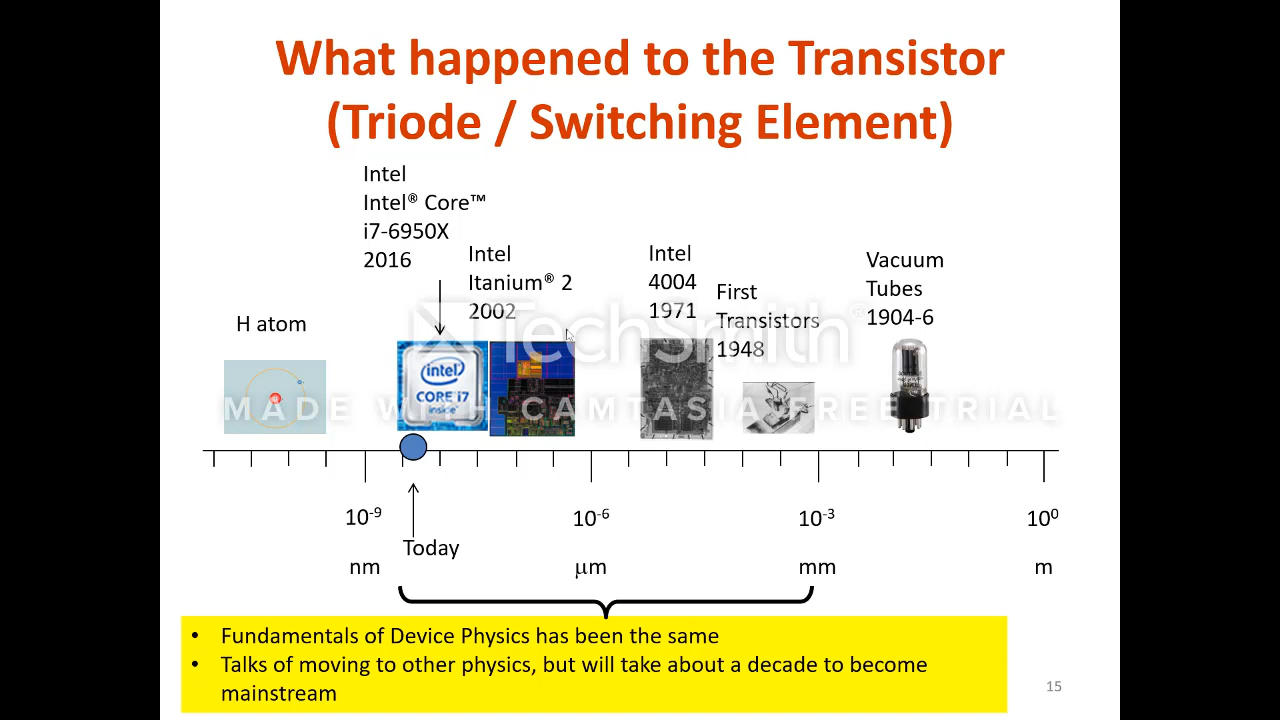 What happened to the Transistor
(Triode / Switching Element)
Intel
Intel® Core™
i7-6950X
2016
Intel
Itanium® 2
2002
Intel
4004
1971
First
Transistors
1948
Vacuum
Tubes
1904-6
H atom
TechSmith®
intel
CORE i7
inside™
MADE WITH CAMTASIA FREE TRIAL
10⁻⁹
10⁻⁶
10⁻³
10⁰
Today
nm
μm
mm
m
• Fundamentals of Device Physics has been the same
• Talks of moving to other physics, but will take about a decade to become
mainstream
15